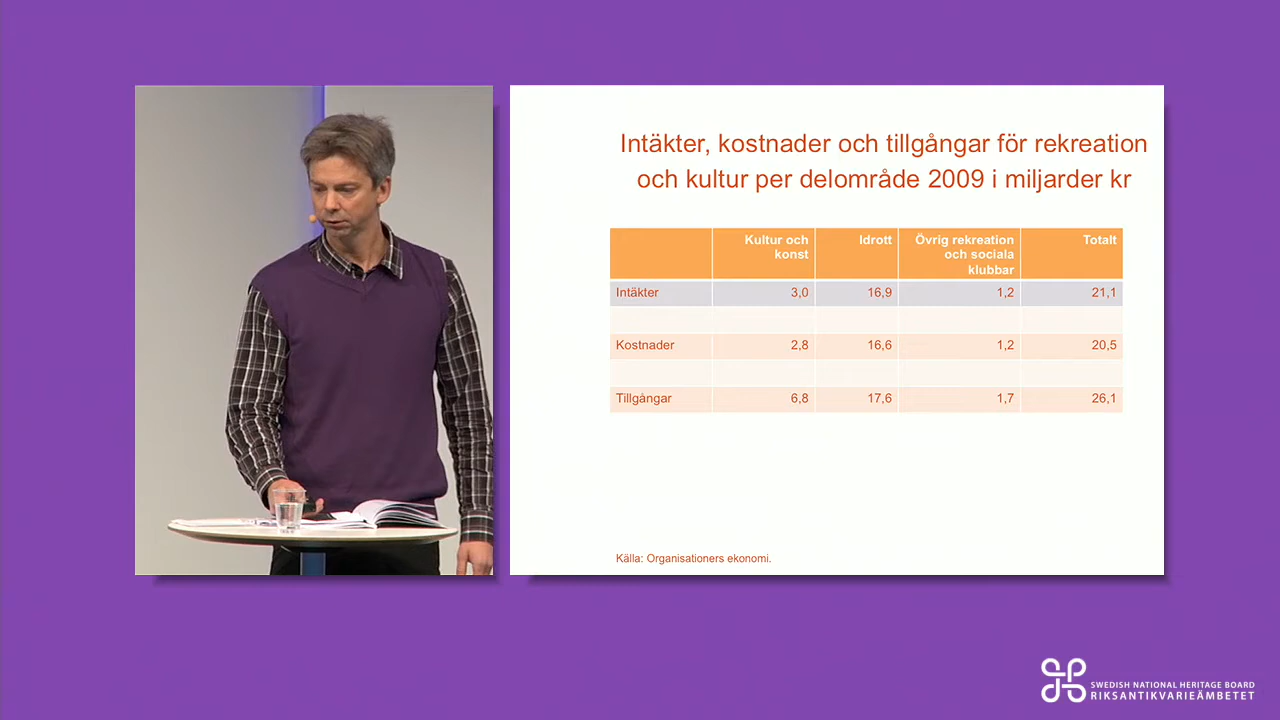 Intäkter, kostnader och tillgångar för rekreation
och kultur per delområde 2009 i miljarder kr
Kultur och konst Idrott Övrig rekreation och sociala klubbar Totalt
Intäkter 3,0 16,9 1,2 21,1
Kostnader 2,8 16,6 1,2 20,5
Tillgångar 6,8 17,6 1,7 26,1
Källa: Organisationers ekonomi.
SWEDISH NATIONAL HERITAGE BOARD
RIKSANTIKVARIEÄMBETET